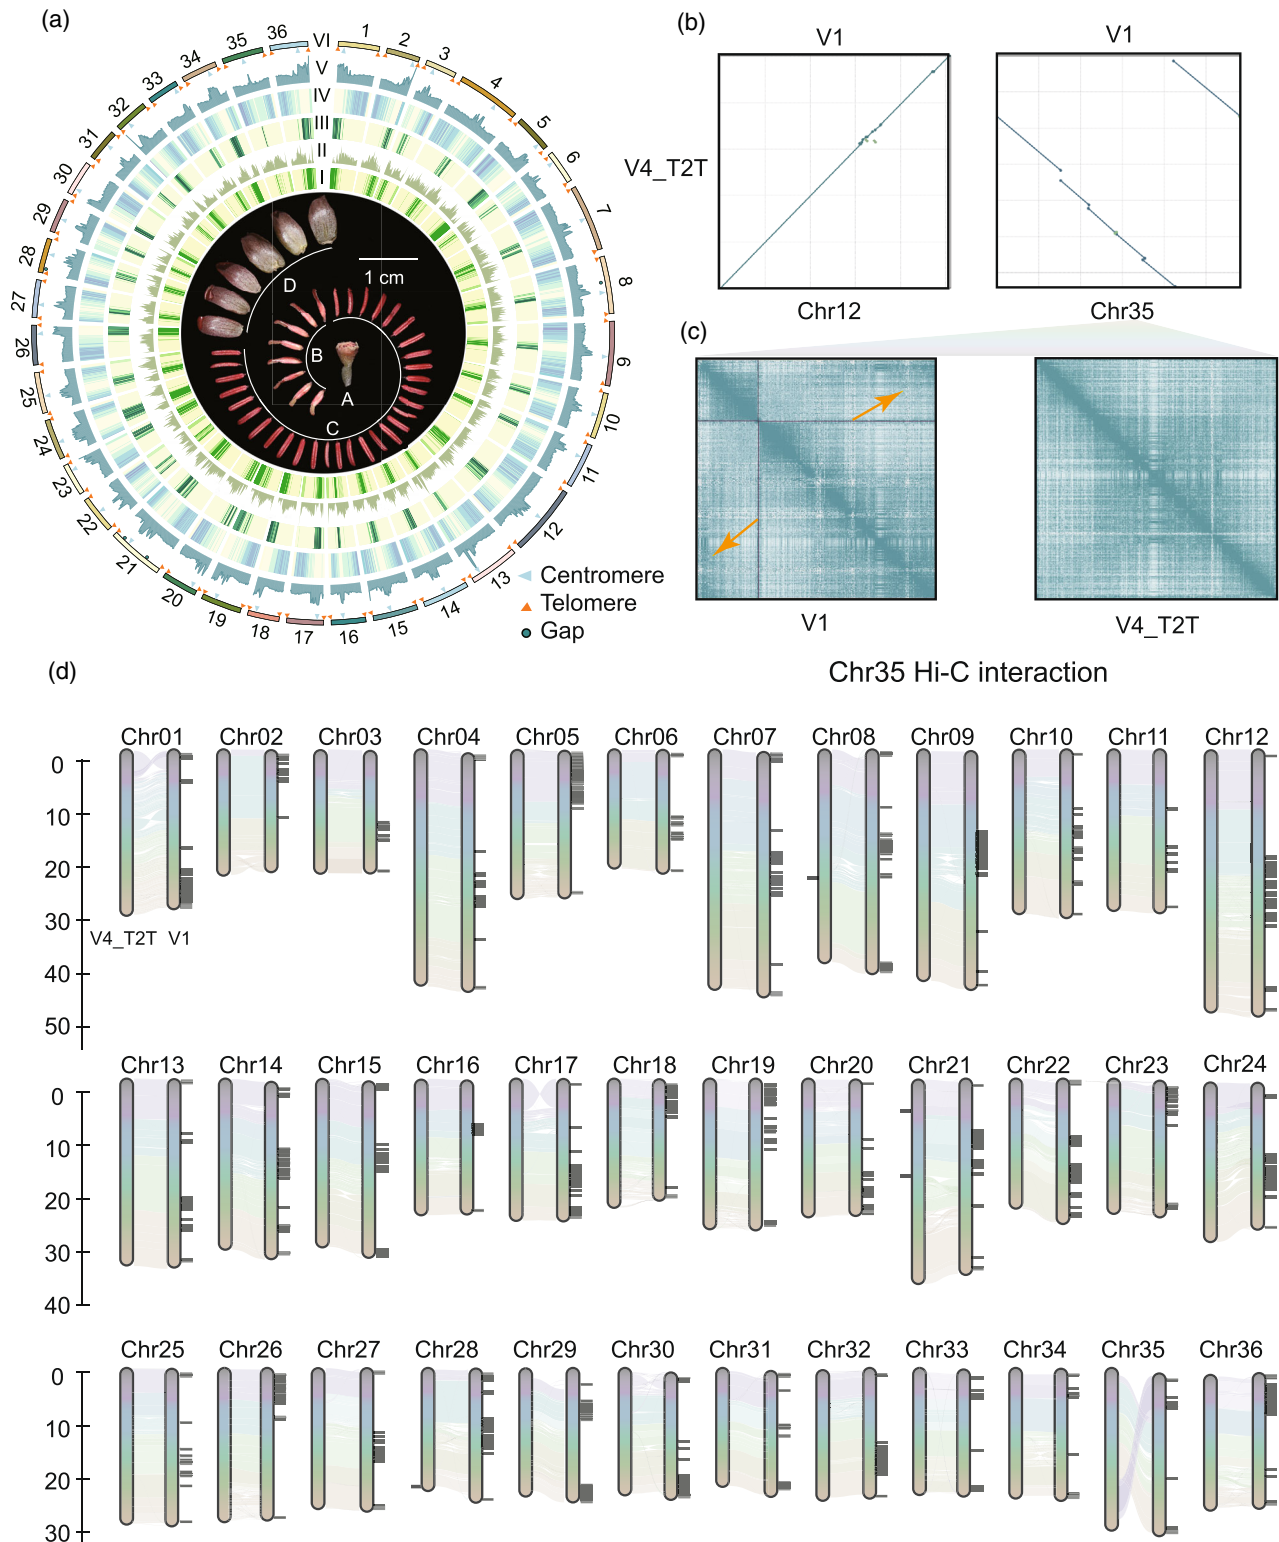 (a)
VI
V
IV
III
II
I
1
2
3
4
5
6
7
8
9
10
11
12
13
14
15
16
17
18
19
20
21
22
23
24
25
26
27
28
29
30
31
32
33
34
35
36
D
1 cm
B
A
C
Centromere
Telomere
Gap
(b)
V1
V1
V4_T2T
Chr12
Chr35
(c)
V1
V4_T2T
Chr35 Hi-C interaction
(d)
Chr01 Chr02 Chr03 Chr04 Chr05 Chr06 Chr07 Chr08 Chr09 Chr10 Chr11 Chr12
0
10
20
30
40
50
V4_T2T V1
Chr13 Chr14 Chr15 Chr16 Chr17 Chr18 Chr19 Chr20 Chr21 Chr22 Chr23 Chr24
0
10
20
30
40
Chr25 Chr26 Chr27 Chr28 Chr29 Chr30 Chr31 Chr32 Chr33 Chr34 Chr35 Chr36
0
10
20
30